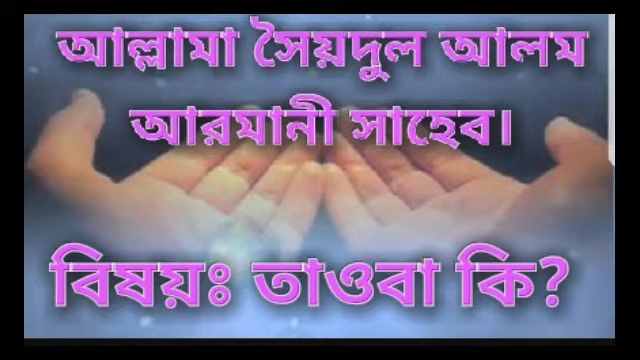 আল্লামা সৈয়দুল আলম
আরমানী সাহেব।
বিষয়ঃ তাওবা কি?